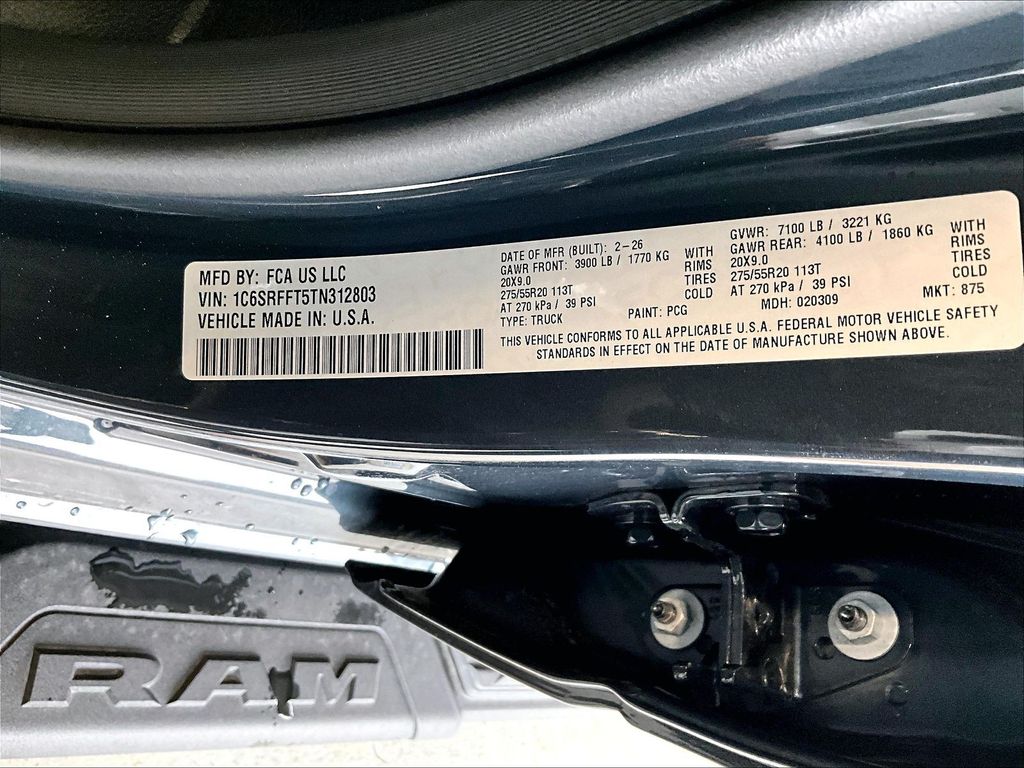 MFD BY: FCA US LLC
VIN: 1C6SRFFT5TN312803
VEHICLE MADE IN: U.S.A.
DATE OF MFR (BUILT): 2-26
GAWR FRONT: 3900 LB / 1770 KG WITH
20X9.0 RIMS
275/55R20 113T TIRES
AT 270 kPa / 39 PSI COLD
TYPE: TRUCK PAINT: PCG
GVWR: 7100 LB / 3221 KG
GAWR REAR: 4100 LB / 1860 KG WITH
20X9.0 RIMS
275/55R20 113T TIRES
AT 270 kPa / 39 PSI COLD
MDH: 020309 MKT: 875
THIS VEHICLE CONFORMS TO ALL APPLICABLE U.S.A. FEDERAL MOTOR VEHICLE SAFETY
STANDARDS IN EFFECT ON THE DATE OF MANUFACTURE SHOWN ABOVE.
RAM